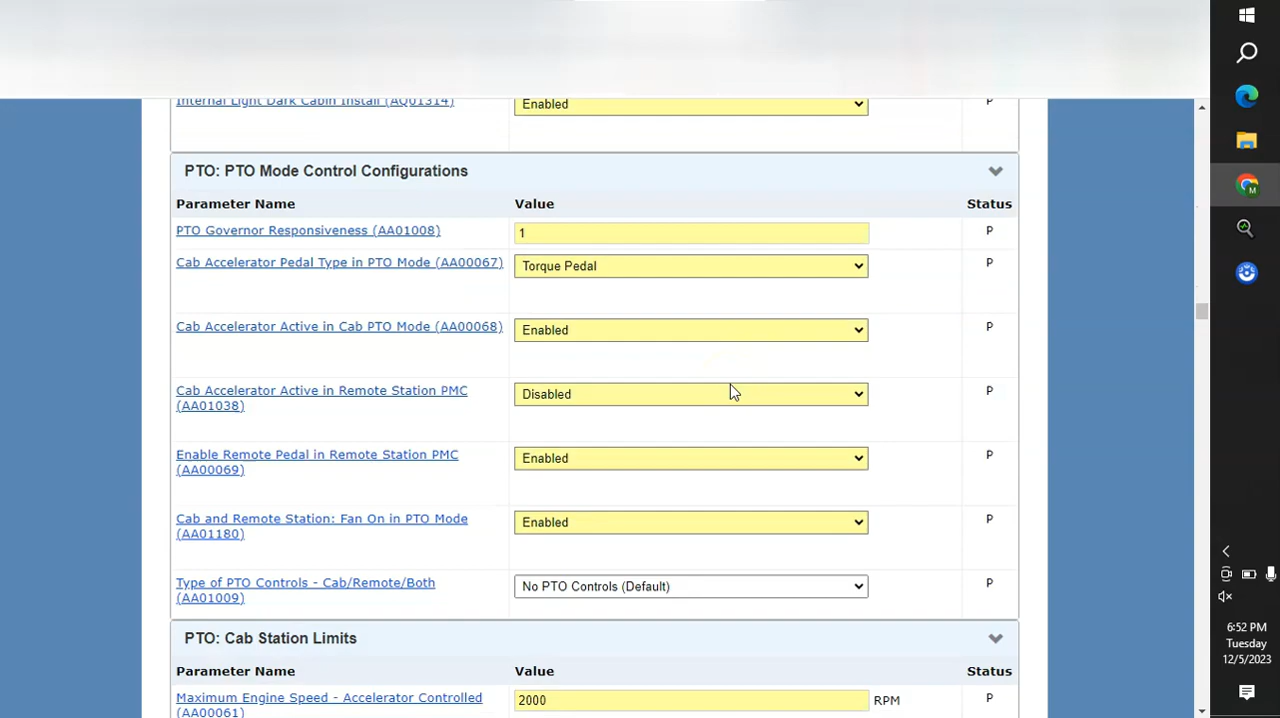 Internal Light Dark Cabin Install (AQ01314)
Enabled
P
PTO: PTO Mode Control Configurations
Parameter Name
Value
Status
PTO Governor Responsiveness (AA01008)
1
P
Cab Accelerator Pedal Type in PTO Mode (AA00067)
Torque Pedal
P
Cab Accelerator Active in Cab PTO Mode (AA00068)
Enabled
P
Cab Accelerator Active in Remote Station PMC
(AA01038)
Disabled
P
Enable Remote Pedal in Remote Station PMC
(AA00069)
Enabled
P
Cab and Remote Station: Fan On in PTO Mode
(AA01180)
Enabled
P
Type of PTO Controls - Cab/Remote/Both
(AA01009)
No PTO Controls (Default)
P
PTO: Cab Station Limits
Parameter Name
Value
Status
Maximum Engine Speed - Accelerator Controlled
(AA00061)
2000
RPM
P
M
6:52 PM
Tuesday
12/5/2023